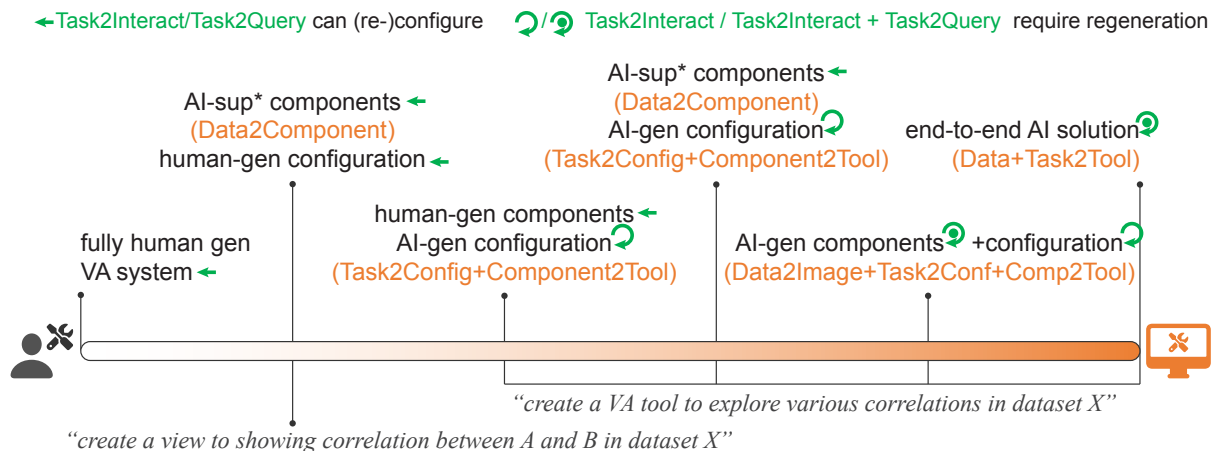 Task2Interact/Task2Query can (re-)configure
/ Task2Interact / Task2Interact + Task2Query require regeneration
AI-sup* components
(Data2Component)
human-gen configuration
AI-sup* components
(Data2Component)
AI-gen configuration
(Task2Config+Component2Tool)
end-to-end AI solution
(Data+Task2Tool)
fully human gen
VA system
human-gen components
AI-gen configuration
(Task2Config+Component2Tool)
AI-gen components +configuration
(Data2Image+Task2Conf+Comp2Tool)
“create a VA tool to explore various correlations in dataset X”
“create a view to showing correlation between A and B in dataset X”